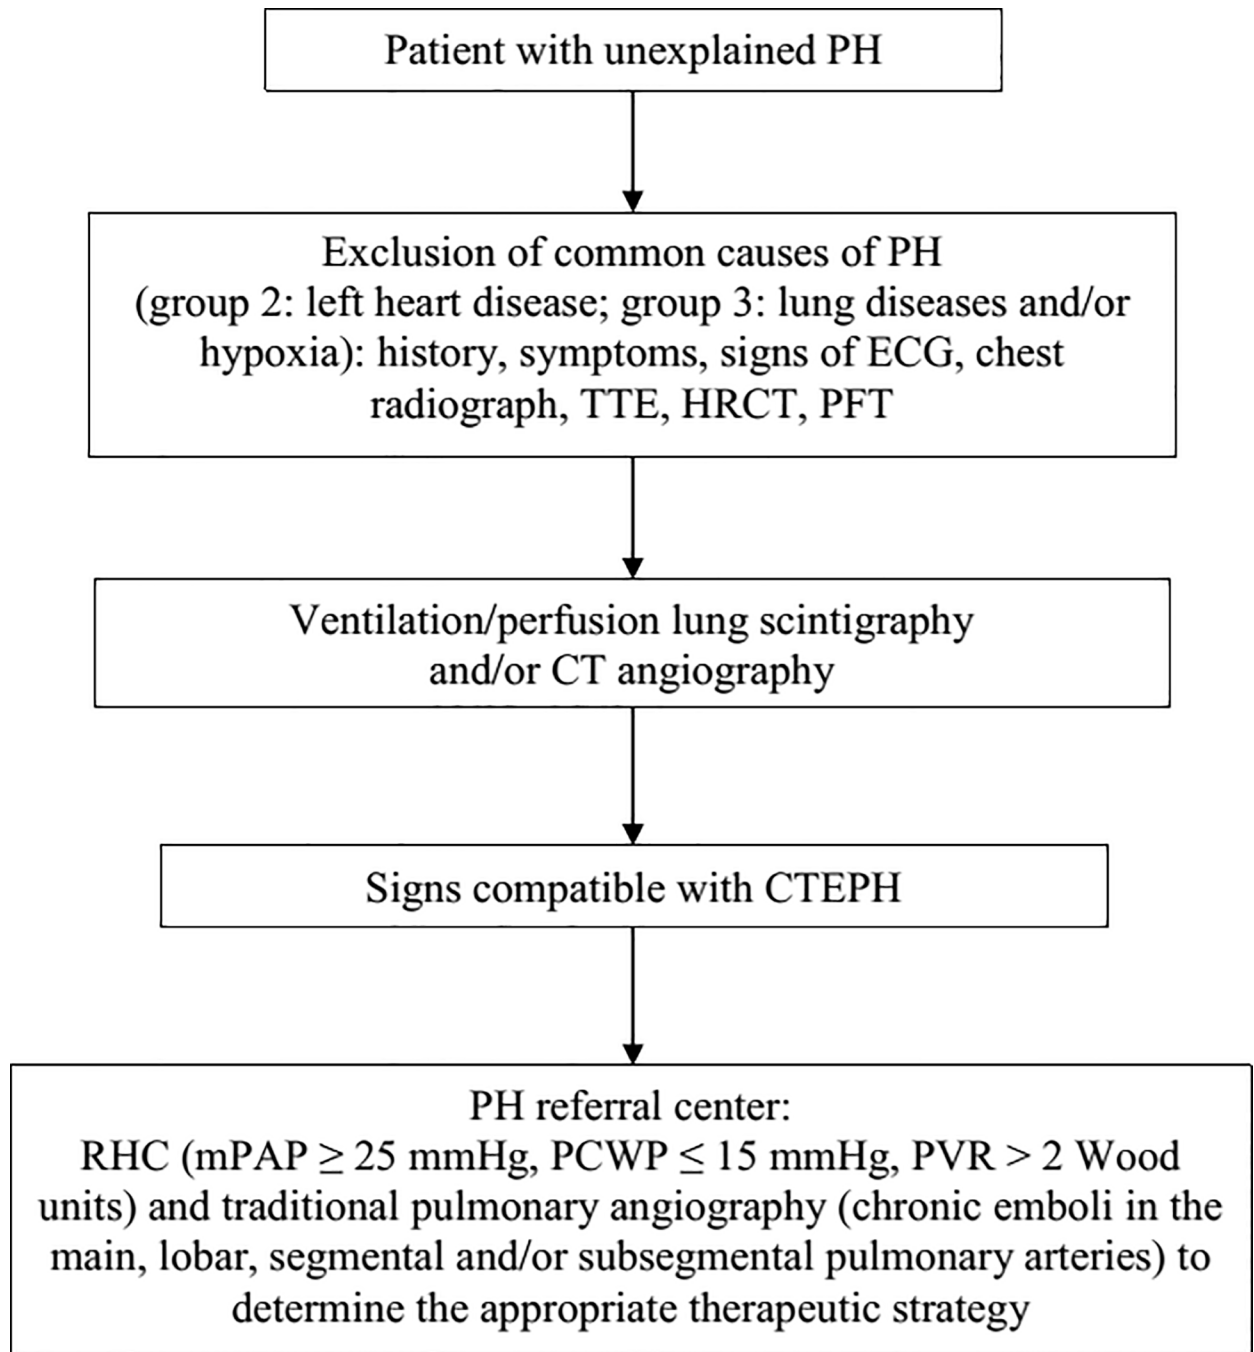 Patient with unexplained PH
Exclusion of common causes of PH
(group 2: left heart disease; group 3: lung diseases and/or
hypoxia): history, symptoms, signs of ECG, chest
radiograph, TTE, HRCT, PFT
Ventilation/perfusion lung scintigraphy
and/or CT angiography
Signs compatible with CTEPH
PH referral center:
RHC (mPAP ≥ 25 mmHg, PCWP ≤ 15 mmHg, PVR > 2 Wood
units) and traditional pulmonary angiography (chronic emboli in the
main, lobar, segmental and/or subsegmental pulmonary arteries) to
determine the appropriate therapeutic strategy